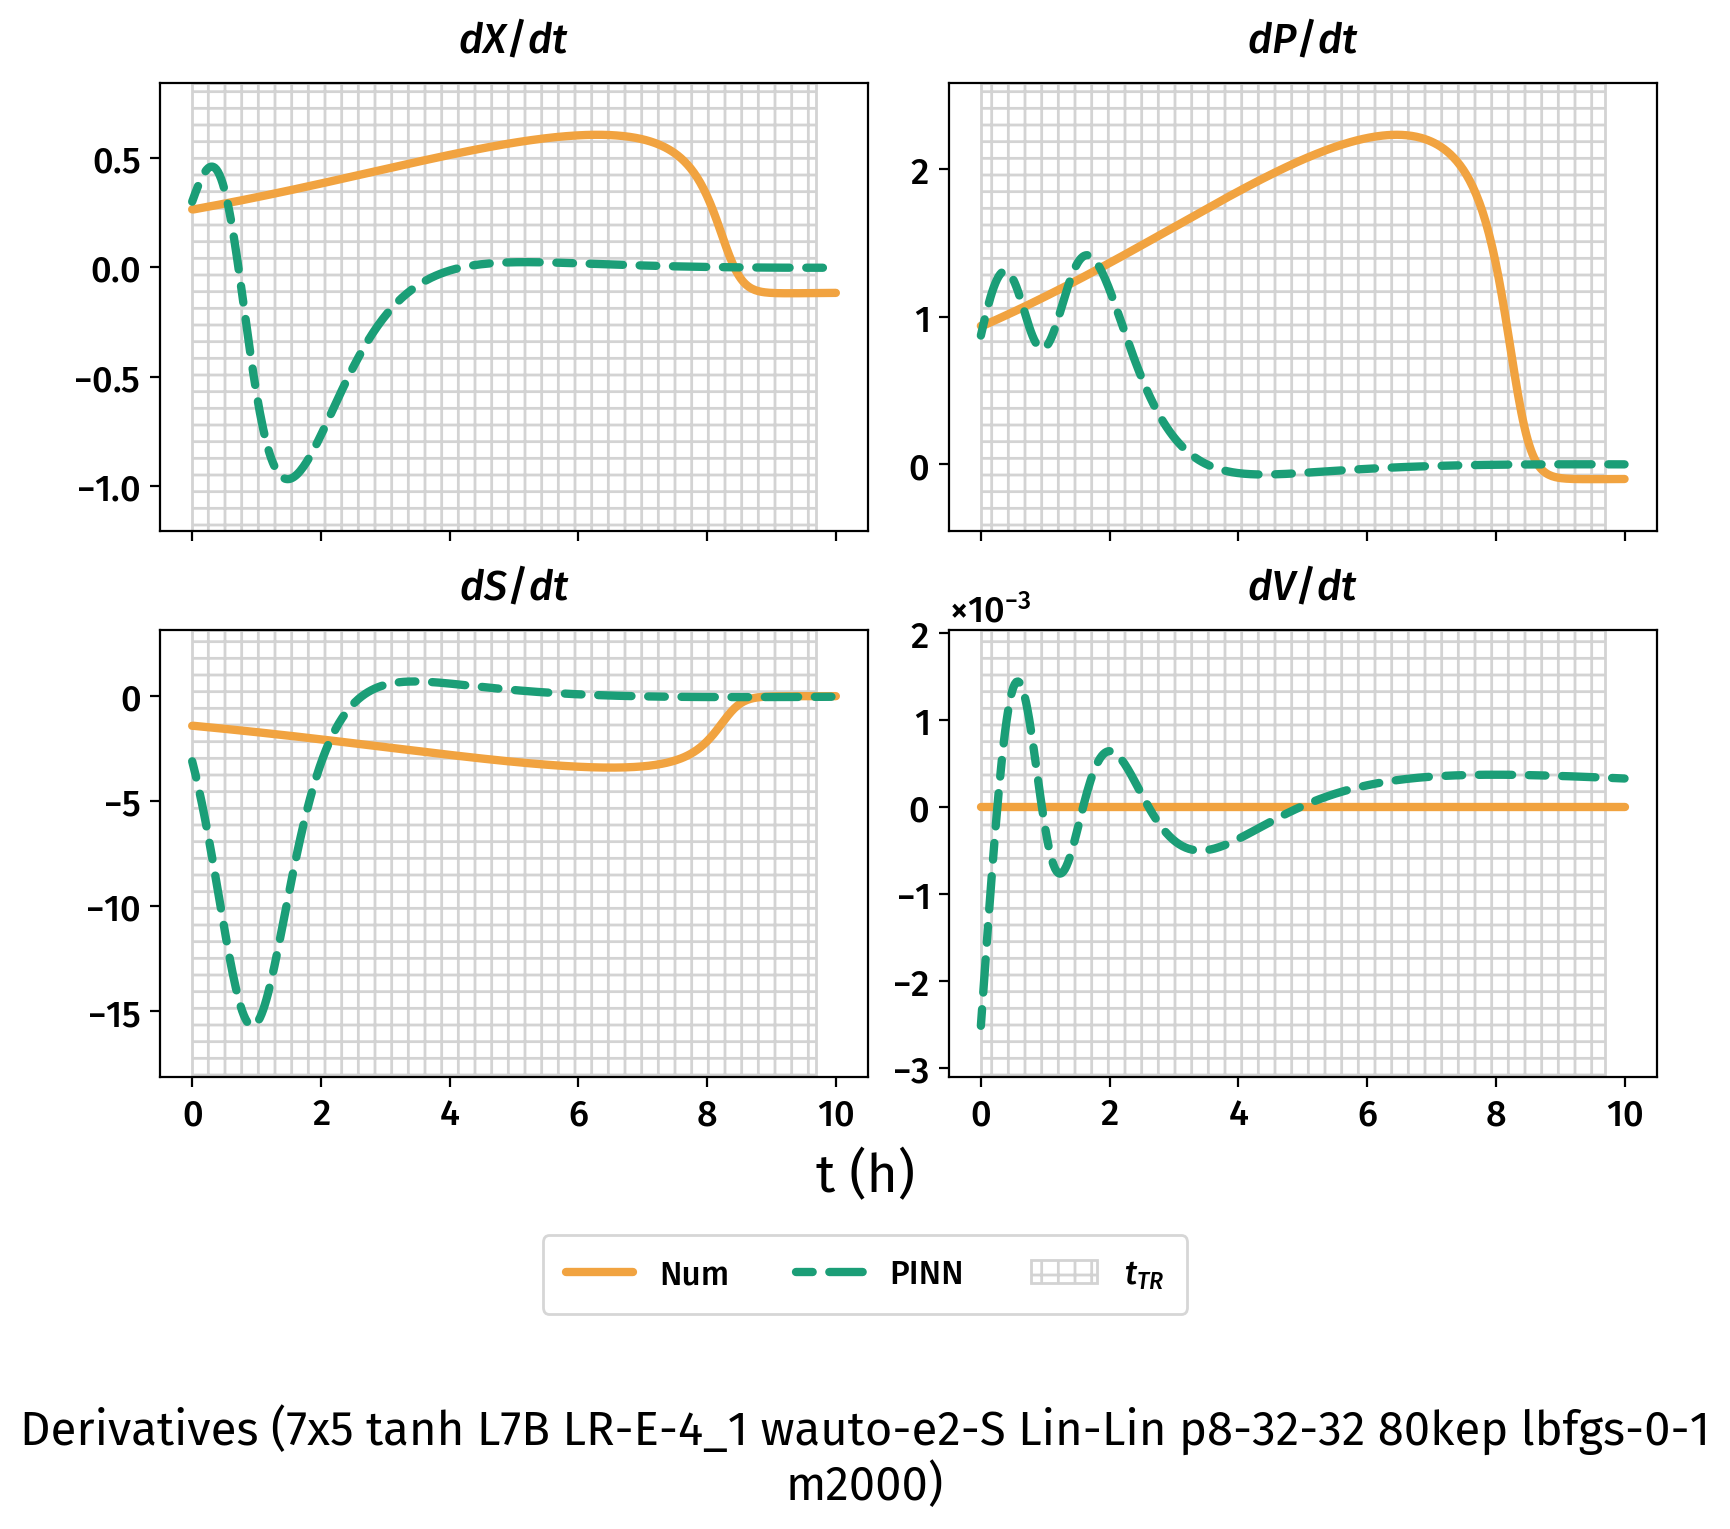 dX/dt
dP/dt
0.5
0.0
−0.5
−1.0
2
1
0
dS/dt
dV/dt
×10⁻³
0
−5
−10
−15
2
1
0
−1
−2
−3
0 2 4 6 8 10
0 2 4 6 8 10
t (h)
Num PINN t_TR
Derivatives (7x5 tanh L7B LR-E-4_1 wauto-e2-S Lin-Lin p8-32-32 80kep lbfgs-0-1
m2000)